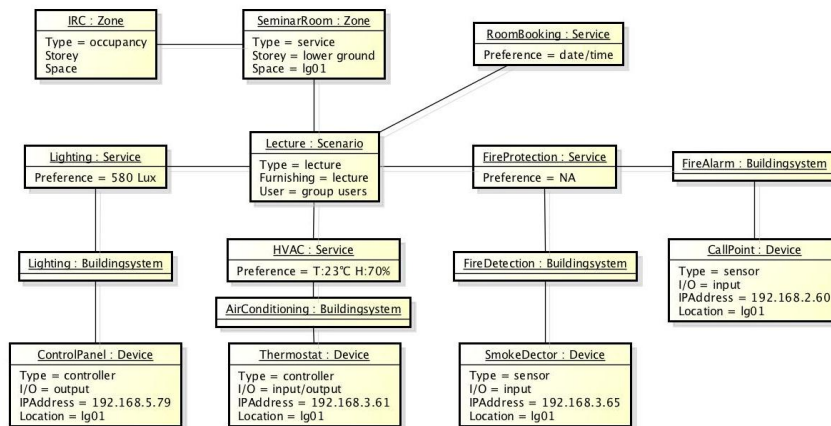 IRC : Zone
Type = occupancy
Storey
Space
SeminarRoom : Zone
Type = service
Storey = lower ground
Space = lg01
RoomBooking : Service
Preference = date/time
Lighting : Service
Preference = 580 Lux
Lecture : Scenario
Type = lecture
Furnishing = lecture
User = group users
FireProtection : Service
Preference = NA
FireAlarm : Buildingsystem
Lighting : Buildingsystem
HVAC : Service
Preference = T:23℃ H:70%
FireDetection : Buildingsystem
CallPoint : Device
Type = sensor
I/O = input
IPAddress = 192.168.2.60
Location = lg01
AirConditioning : Buildingsystem
ControlPanel : Device
Type = controller
I/O = output
IPAddress = 192.168.5.79
Location = lg01
Thermostat : Device
Type = controller
I/O = input/output
IPAddress = 192.168.3.61
Location = lg01
SmokeDector : Device
Type = sensor
I/O = input
IPAddress = 192.168.3.65
Location = lg01